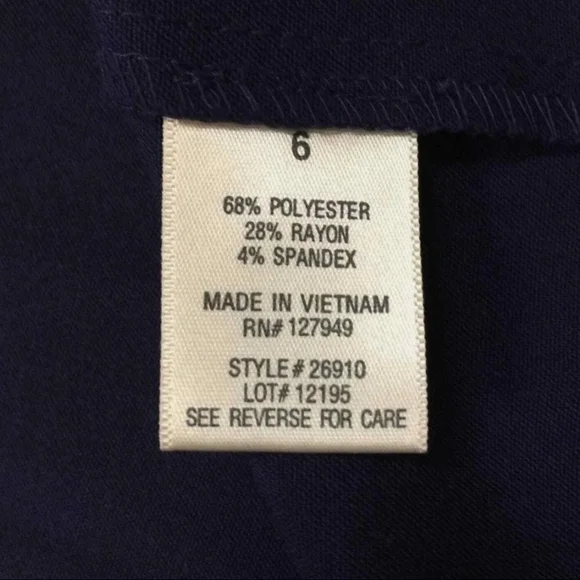 6
68% POLYESTER
28% RAYON
4% SPANDEX
MADE IN VIETNAM
RN# 127949
STYLE # 26910
LOT# 12195
SEE REVERSE FOR CARE